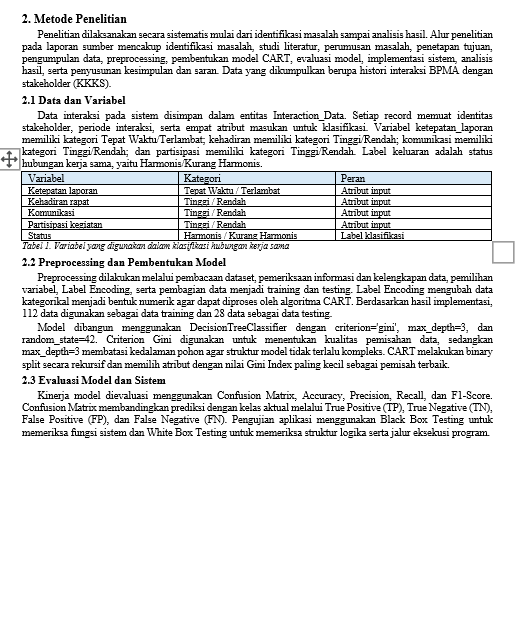 2. Metode Penelitian
Penelitian dilaksanakan secara sistematis mulai dari identifikasi masalah sampai analisis hasil. Alur penelitian
pada laporan sumber mencakup identifikasi masalah, studi literatur, perumusan masalah, penetapan tujuan,
pengumpulan data, preprocessing, pembentukan model CART, evaluasi model, implementasi sistem, analisis
hasil, serta penyusunan kesimpulan dan saran. Data yang dikumpulkan berupa histori interaksi BPMA dengan
stakeholder (KKKS).
2.1 Data dan Variabel
Data interaksi pada sistem disimpan dalam entitas Interaction_Data. Setiap record memuat identitas
stakeholder, periode interaksi, serta empat atribut masukan untuk klasifikasi. Variabel ketepatan_laporan
memiliki kategori Tepat Waktu/Terlambat; kehadiran memiliki kategori Tinggi/Rendah; komunikasi memiliki
kategori Tinggi/Rendah; dan partisipasi memiliki kategori Tinggi/Rendah. Label keluaran adalah status
hubungan kerja sama, yaitu Harmonis/Kurang Harmonis.
Variabel Kategori Peran
Ketepatan laporan Tepat Waktu / Terlambat Atribut input
Kehadiran rapat Tinggi / Rendah Atribut input
Komunikasi Tinggi / Rendah Atribut input
Partisipasi kegiatan Tinggi / Rendah Atribut input
Status Harmonis / Kurang Harmonis Label klasifikasi
Tabel 1. Variabel yang digunakan dalam klasifikasi hubungan kerja sama
2.2 Preprocessing dan Pembentukan Model
Preprocessing dilakukan melalui pembacaan dataset, pemeriksaan informasi dan kelengkapan data, pemilihan
variabel, Label Encoding, serta pembagian data menjadi training dan testing. Label Encoding mengubah data
kategorikal menjadi bentuk numerik agar dapat diproses oleh algoritma CART. Berdasarkan hasil implementasi,
112 data digunakan sebagai data training dan 28 data sebagai data testing.
Model dibangun menggunakan DecisionTreeClassifier dengan criterion='gini', max_depth=3, dan
random_state=42. Criterion Gini digunakan untuk menentukan kualitas pemisahan data, sedangkan
max_depth=3 membatasi kedalaman pohon agar struktur model tidak terlalu kompleks. CART melakukan binary
split secara rekursif dan memilih atribut dengan nilai Gini Index paling kecil sebagai pemisah terbaik.
2.3 Evaluasi Model dan Sistem
Kinerja model dievaluasi menggunakan Confusion Matrix, Accuracy, Precision, Recall, dan F1-Score.
Confusion Matrix membandingkan prediksi dengan kelas aktual melalui True Positive (TP), True Negative (TN),
False Positive (FP), dan False Negative (FN). Pengujian aplikasi menggunakan Black Box Testing untuk
memeriksa fungsi sistem dan White Box Testing untuk memeriksa struktur logika serta jalur eksekusi program.